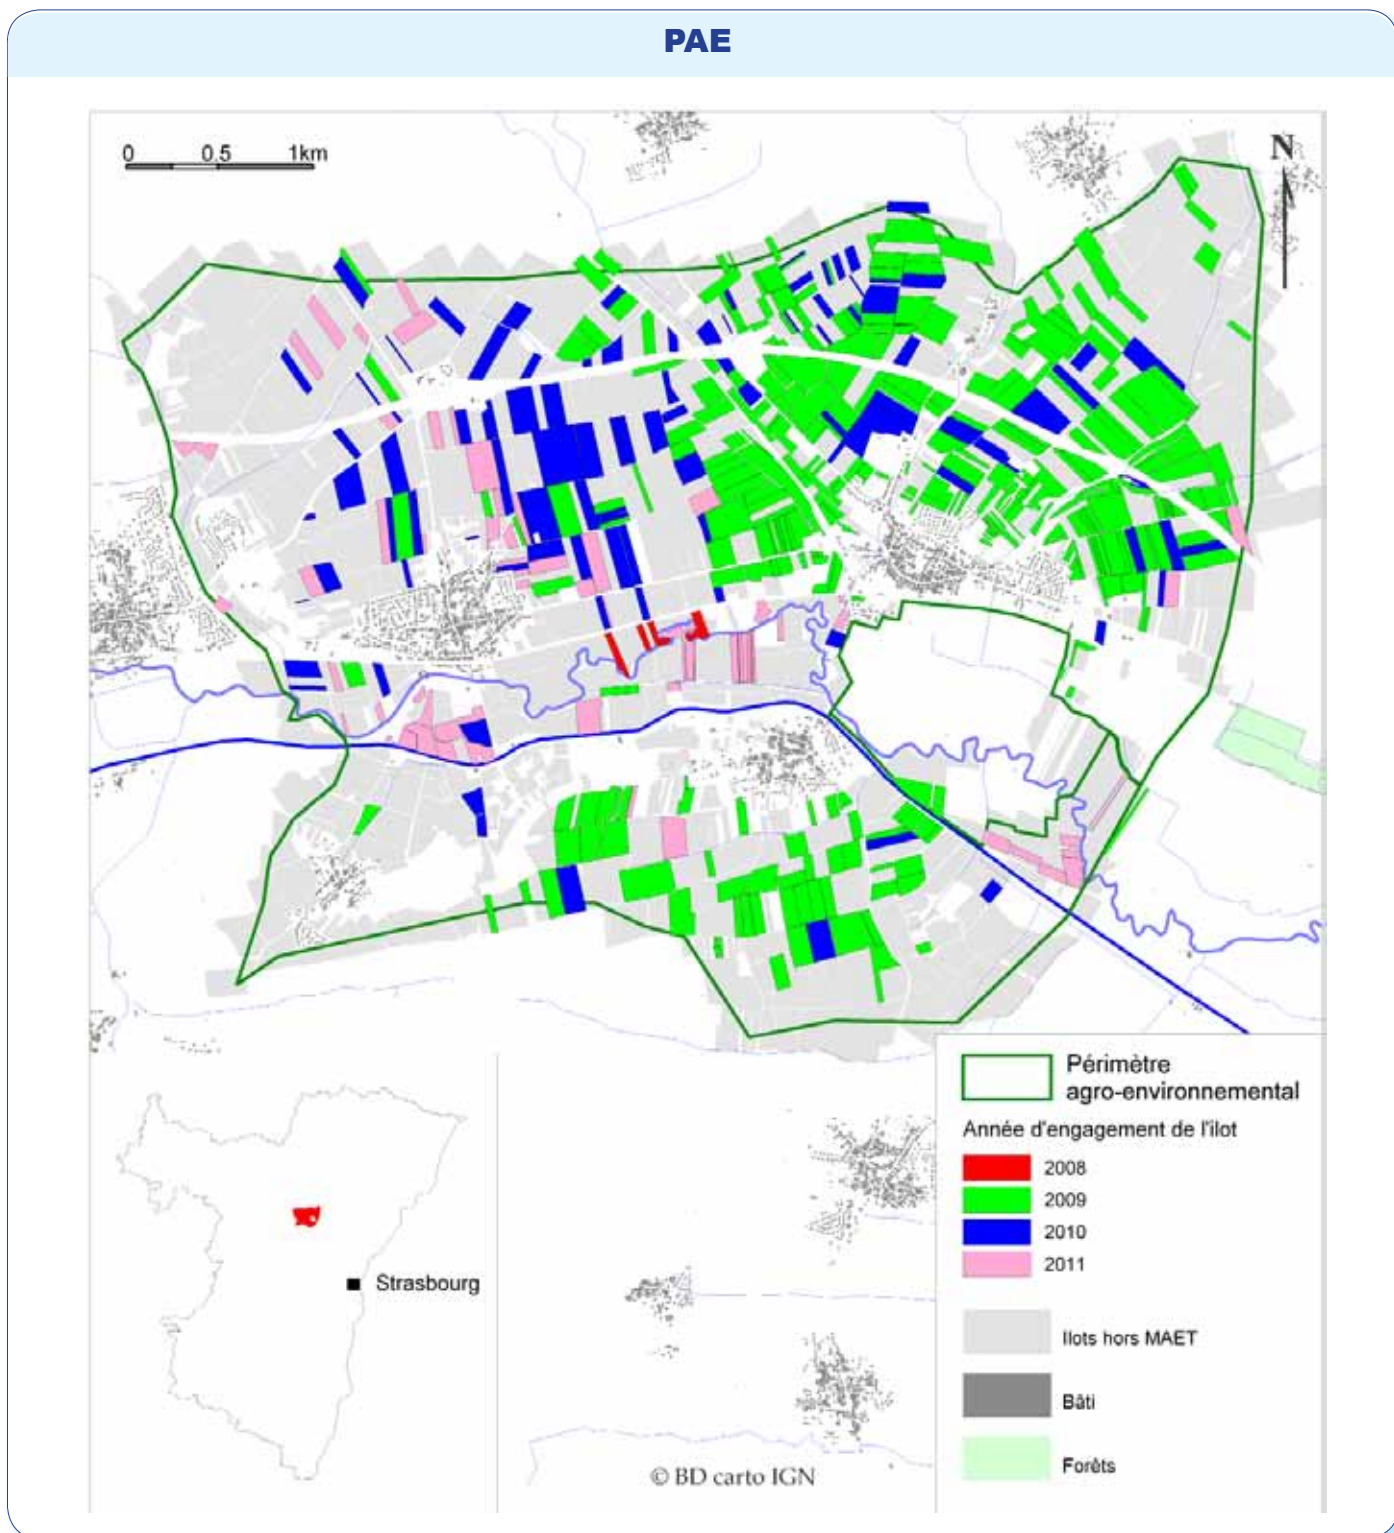 PAE
0 0.5 1km
N
Périmètre
agro-environnemental
Année d'engagement de l'îlot
2008
2009
2010
2011
Ilots hors MAET
Bâti
Forêts
Strasbourg
© BD carto IGN